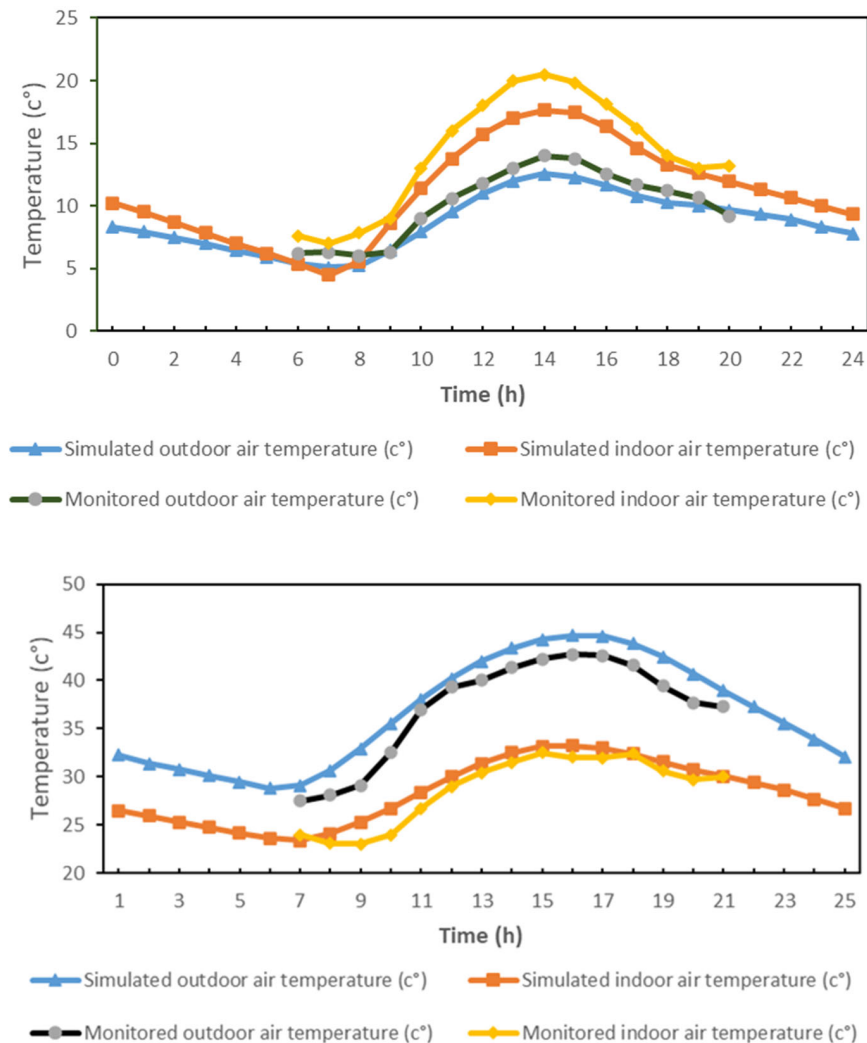 25
20
15
10
5
0
Temperature (c°)
0 2 4 6 8 10 12 14 16 18 20 22 24
Time (h)
Simulated outdoor air temperature (c°) Simulated indoor air temperature (c°)
Monitored outdoor air temperature (c°) Monitored indoor air temperature (c°)
50
45
40
35
30
25
20
Temperature (c°)
1 3 5 7 9 11 13 15 17 19 21 23 25
Time (h)
Simulated outdoor air temperature (c°) Simulated indoor air temperature (c°)
Monitored outdoor air temperature (c°) Monitored indoor air temperature (c°)